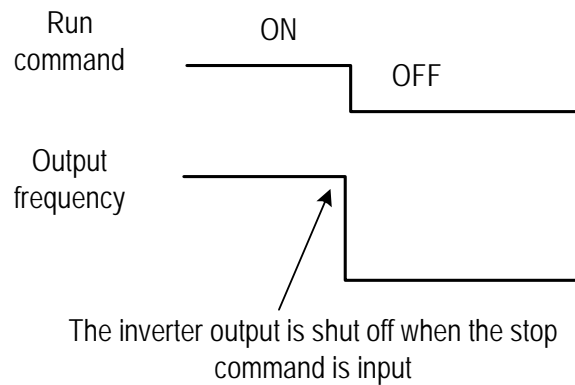 Run
command
ON
OFF
Output
frequency
The inverter output is shut off when the stop
command is input